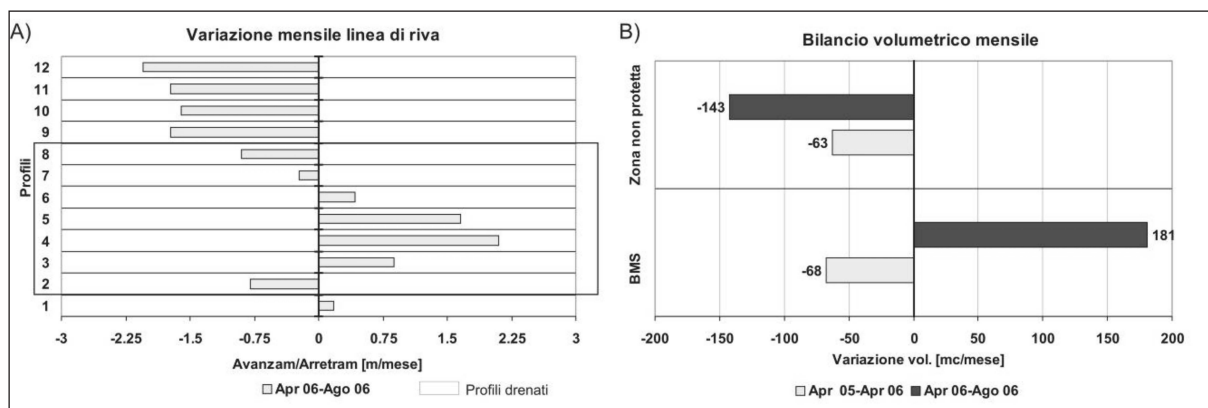 A)
Variazione mensile linea di riva
Profili
12
11
10
9
8
7
6
5
4
3
2
1
-3 -2.25 -1.5 -0.75 0 0.75 1.5 2.25 3
Avanzam/Arretram [m/mese]
Apr 06-Ago 06 Profili drenati
B)
Bilancio volumetrico mensile
Zona non protetta
-143
-63
BMS
181
-68
-200 -150 -100 -50 0 50 100 150 200
Variazione vol. [mc/mese]
Apr 05-Apr 06 Apr 06-Ago 06